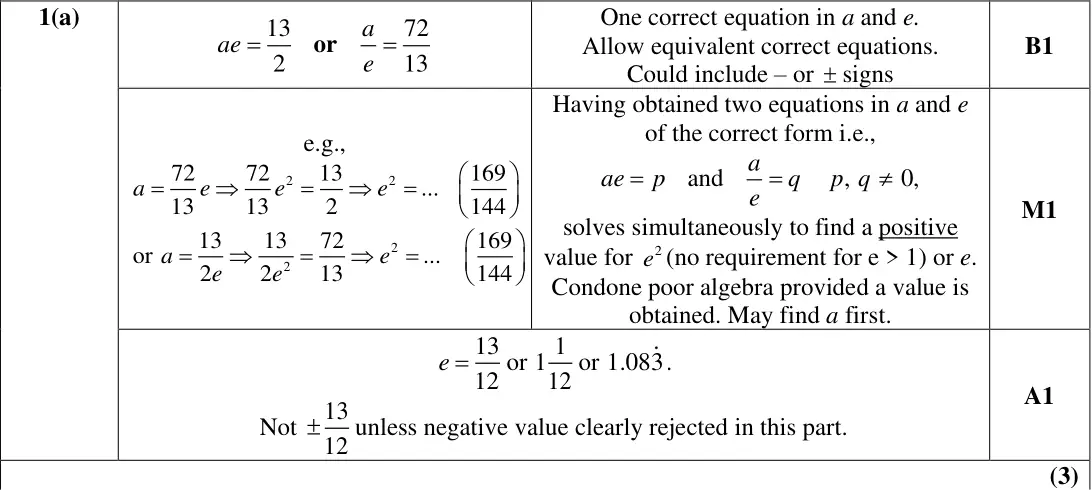 1(a)
ae = 13/2 or a/e = 72/13
One correct equation in a and e.
Allow equivalent correct equations.
Could include – or ± signs
B1
e.g.,
a = 72/13 e ⇒ 72/13 e² = 13/2 ⇒ e² = ... (169/144)
or a = 13/2e ⇒ 13/2e² = 72/13 ⇒ e² = ... (169/144)
Having obtained two equations in a and e
of the correct form i.e.,
ae = p and a/e = q p, q ≠ 0,
solves simultaneously to find a positive
value for e² (no requirement for e > 1) or e.
Condone poor algebra provided a value is
obtained. May find a first.
M1
e = 13/12 or 1 1/12 or 1.083̇.
Not ± 13/12 unless negative value clearly rejected in this part.
A1
(3)